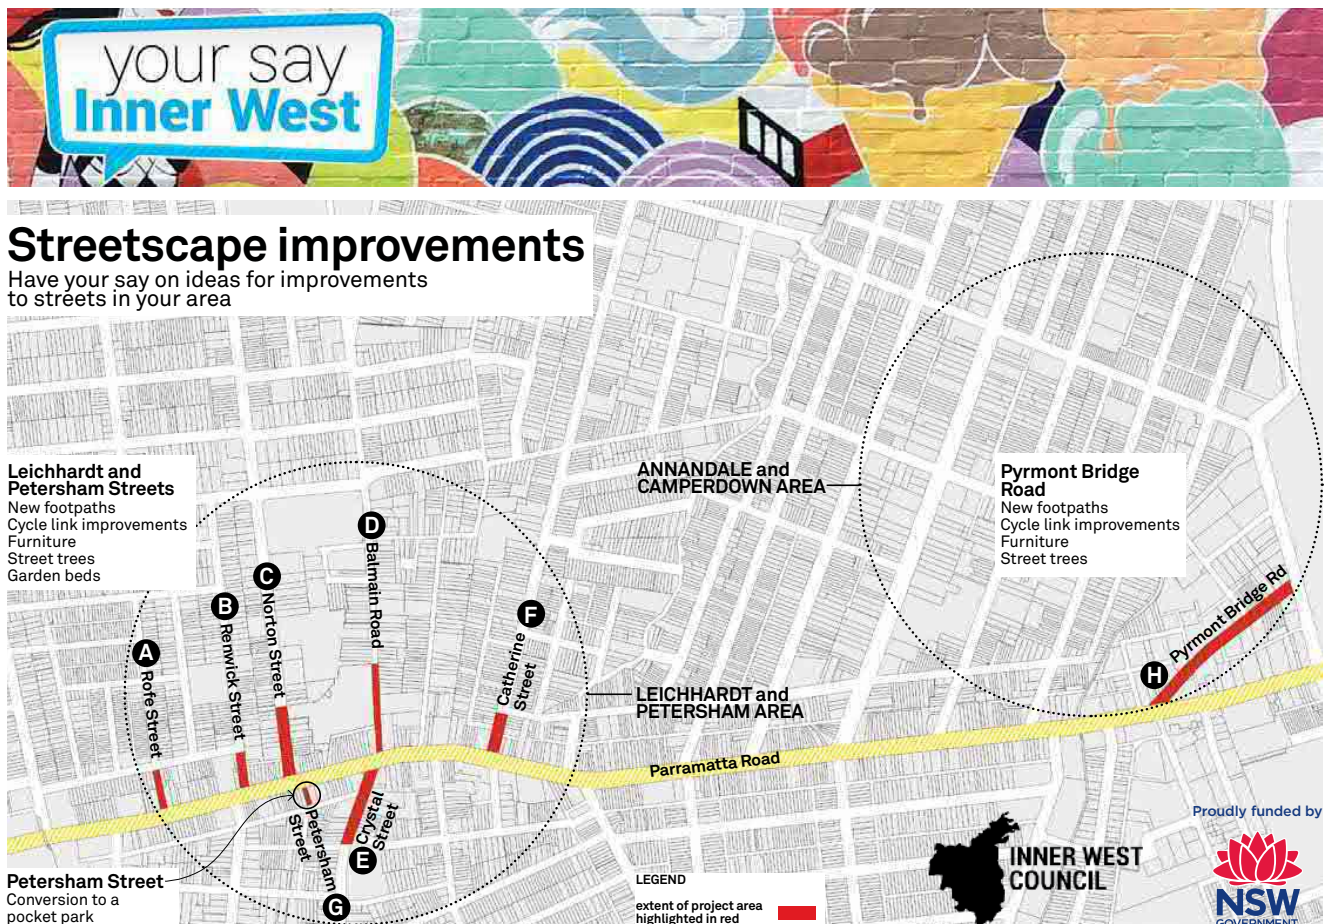 your say
Inner West
Streetscape improvements
Have your say on ideas for improvements
to streets in your area
Leichhardt and
Petersham Streets
New footpaths
Cycle link improvements
Furniture
Street trees
Garden beds
ANNANDALE and
CAMPERDOWN AREA
Pyrmont Bridge
Road
New footpaths
Cycle link improvements
Furniture
Street trees
A
Rofe Street
B
Renwick Street
C
Norton Street
D
Balmain Road
F
Catherine
Street
LEICHHARDT and
PETERSHAM AREA
H
Pyrmont Bridge Rd
Parramatta Road
Crystal
Street
E
Petersham
Street
G
Petersham Street
Conversion to a
pocket park
LEGEND
extent of project area
highlighted in red
INNER WEST
COUNCIL
Proudly funded by
NSW
GOVERNMENT